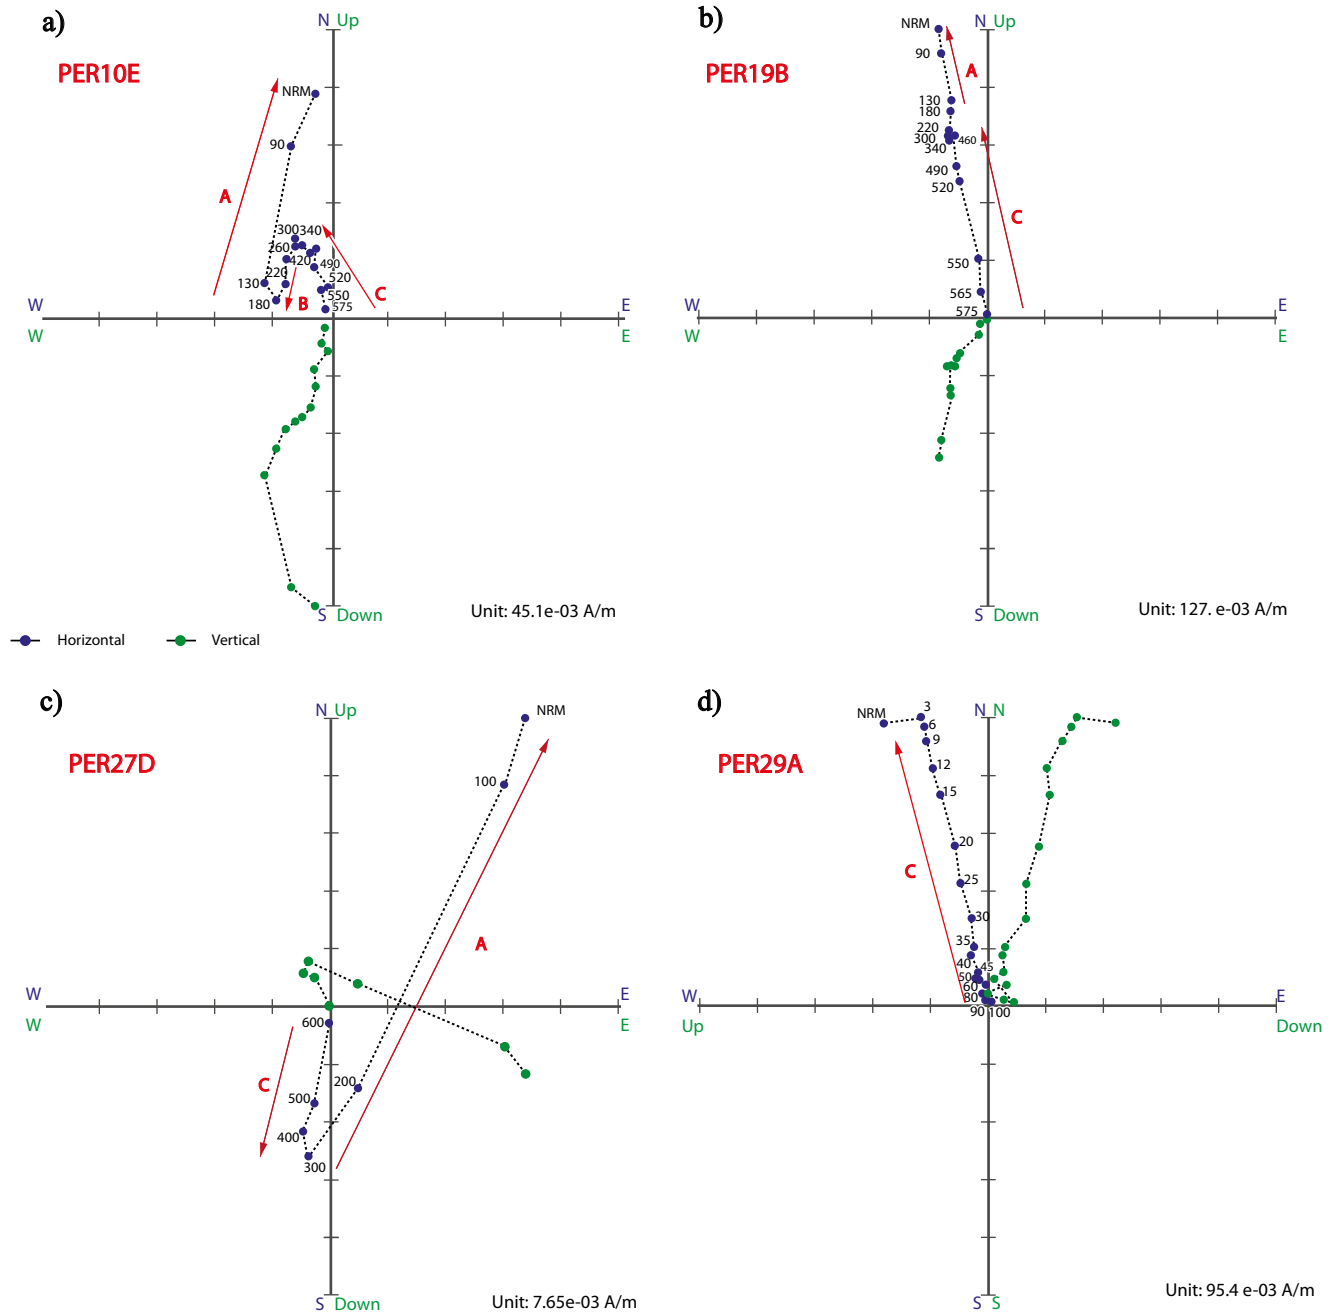 a)
N Up
PER10E
NRM
90
A
300 340
260
420
490
220
520
130
B
550
C
180
575
W
E
W
E
S Down
Unit: 45.1e-03 A/m
Horizontal
Vertical
b)
N Up
PER19B
NRM
90
A
130
180
220
300
460
340
490
520
C
550
565
575
W
E
W
E
S Down
Unit: 127. e-03 A/m
c)
N Up
PER27D
NRM
100
A
W
E
W
E
600
C
200
500
400
300
S Down
Unit: 7.65e-03 A/m
d)
N N
PER29A
NRM
3
6
9
12
15
20
C
25
30
35
40
45
50
60
80
90
100
W
E
Up
Down
S S
Unit: 95.4 e-03 A/m